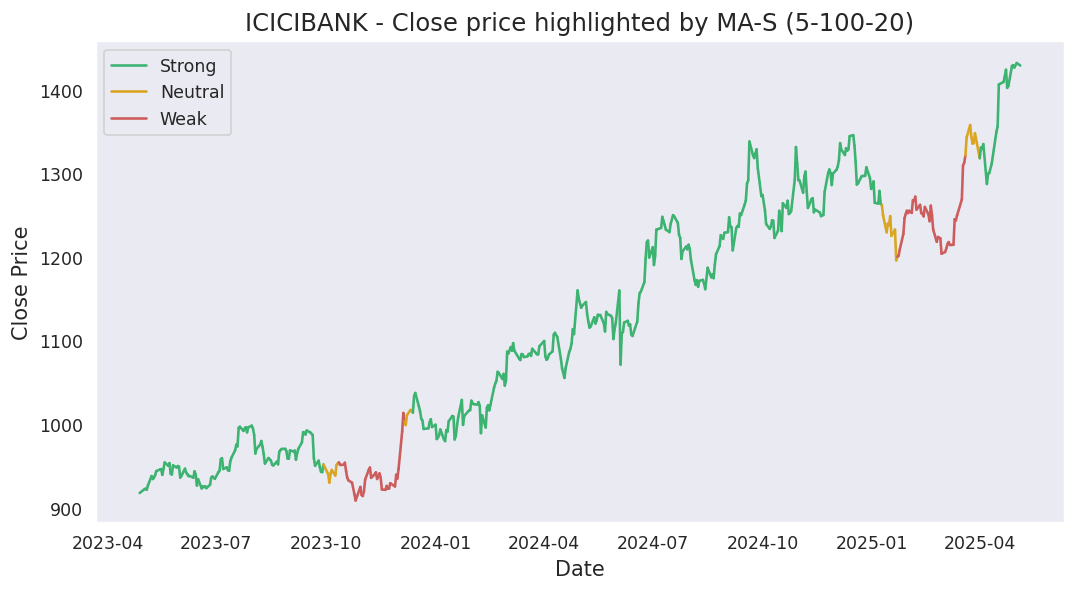 ICICIBANK - Close price highlighted by MA-S (5-100-20)
Strong
Neutral
Weak
Close Price
1400
1300
1200
1100
1000
900
2023-04 2023-07 2023-10 2024-01 2024-04 2024-07 2024-10 2025-01 2025-04
Date